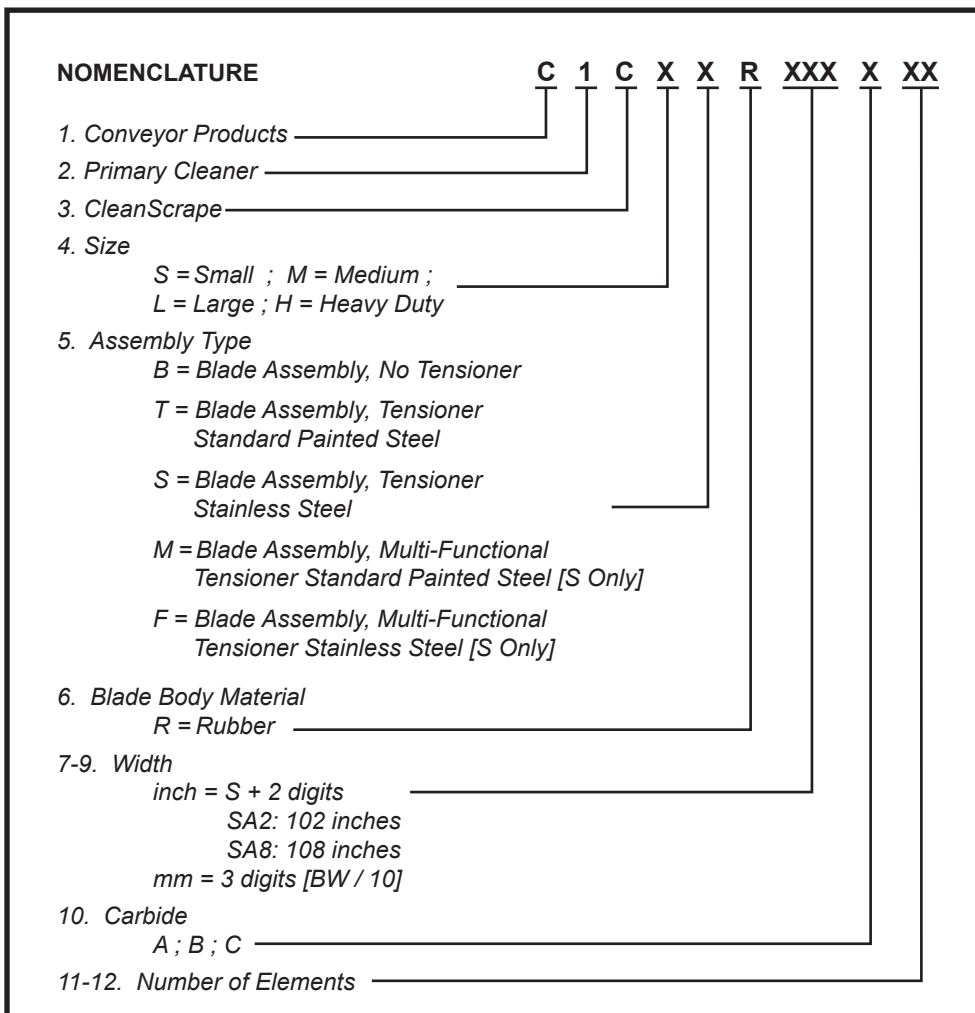 NOMENCLATURE C 1 C X X R XXX X XX
1. Conveyor Products
2. Primary Cleaner
3. CleanScrape
4. Size
S = Small ; M = Medium ;
L = Large ; H = Heavy Duty
5. Assembly Type
B = Blade Assembly, No Tensioner
T = Blade Assembly, Tensioner
Standard Painted Steel
S = Blade Assembly, Tensioner
Stainless Steel
M = Blade Assembly, Multi-Functional
Tensioner Standard Painted Steel [S Only]
F = Blade Assembly, Multi-Functional
Tensioner Stainless Steel [S Only]
6. Blade Body Material
R = Rubber
7-9. Width
inch = S + 2 digits
SA2: 102 inches
SA8: 108 inches
mm = 3 digits [BW / 10]
10. Carbide
A ; B ; C
11-12. Number of Elements